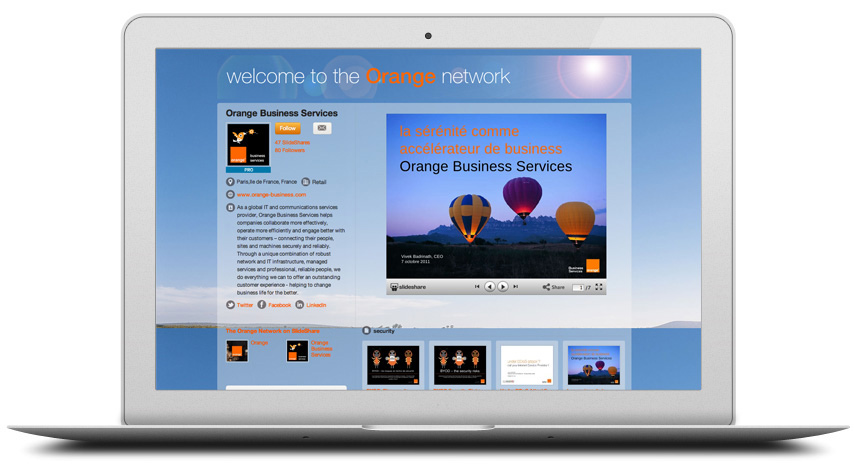 welcome to the Orange network
Orange Business Services
Follow
47 SlideShares
60 Followers
orange
business
services
PRO
Paris,Ile de France, France
Retail
www.orange-business.com
As a global IT and communications services
provider, Orange Business Services helps
companies collaborate more effectively,
operate more efficiently and engage better with
their customers – connecting their people,
sites and machines securely and reliably.
Through a unique combination of robust
network and IT infrastructure, managed
services and professional, reliable people, we
do everything we can to offer an outstanding
customer experience - helping to change
business life for the better.
Twitter
Facebook
LinkedIn
The Orange Network on SlideShare
Orange
Orange
Business
Services
la sérénité comme
accélérateur de business
Orange Business Services
Vivek Badrinath, CEO
7 octobre 2011
Business
Services
slideshare
Share
1 /7
security
BYOD - the security risks
Orange Business Services